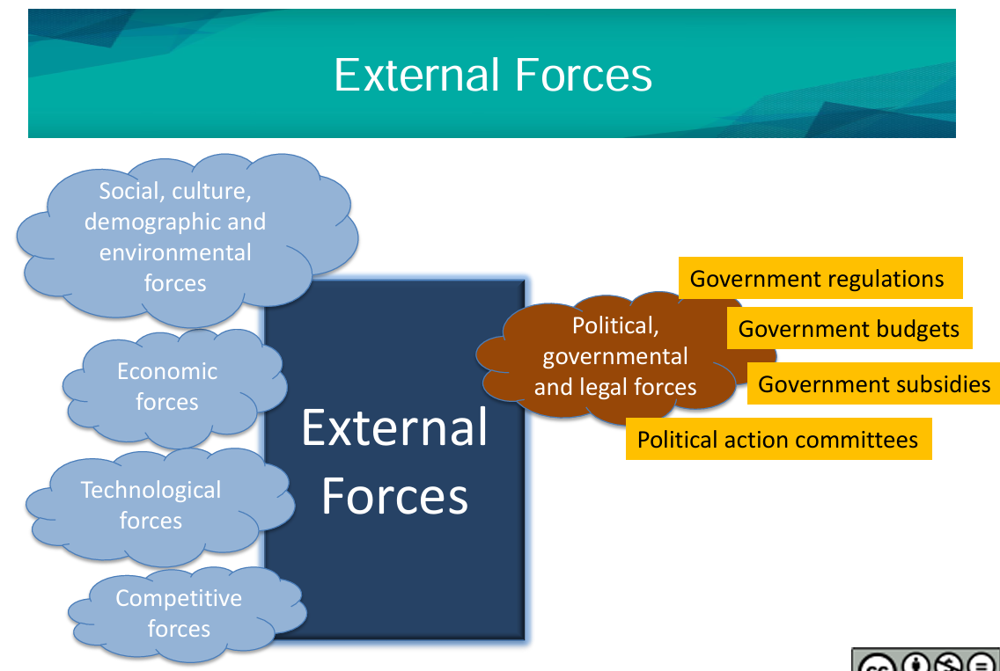 External Forces
Social, culture,
demographic and
environmental
forces
Economic
forces
Technological
forces
Competitive
forces
External
Forces
Political,
governmental
and legal forces
Government regulations
Government budgets
Government subsidies
Political action committees
cc